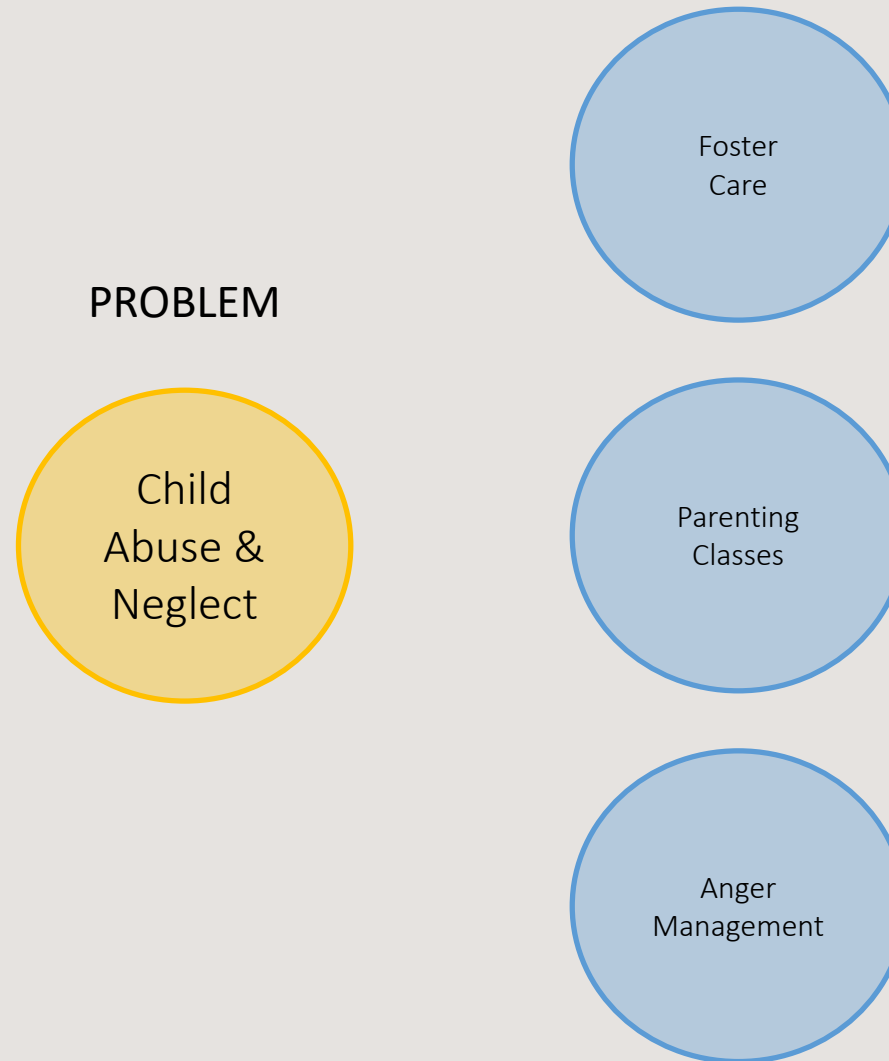 PROBLEM
Child
Abuse &
Neglect
Foster
Care
Parenting
Classes
Anger
Management